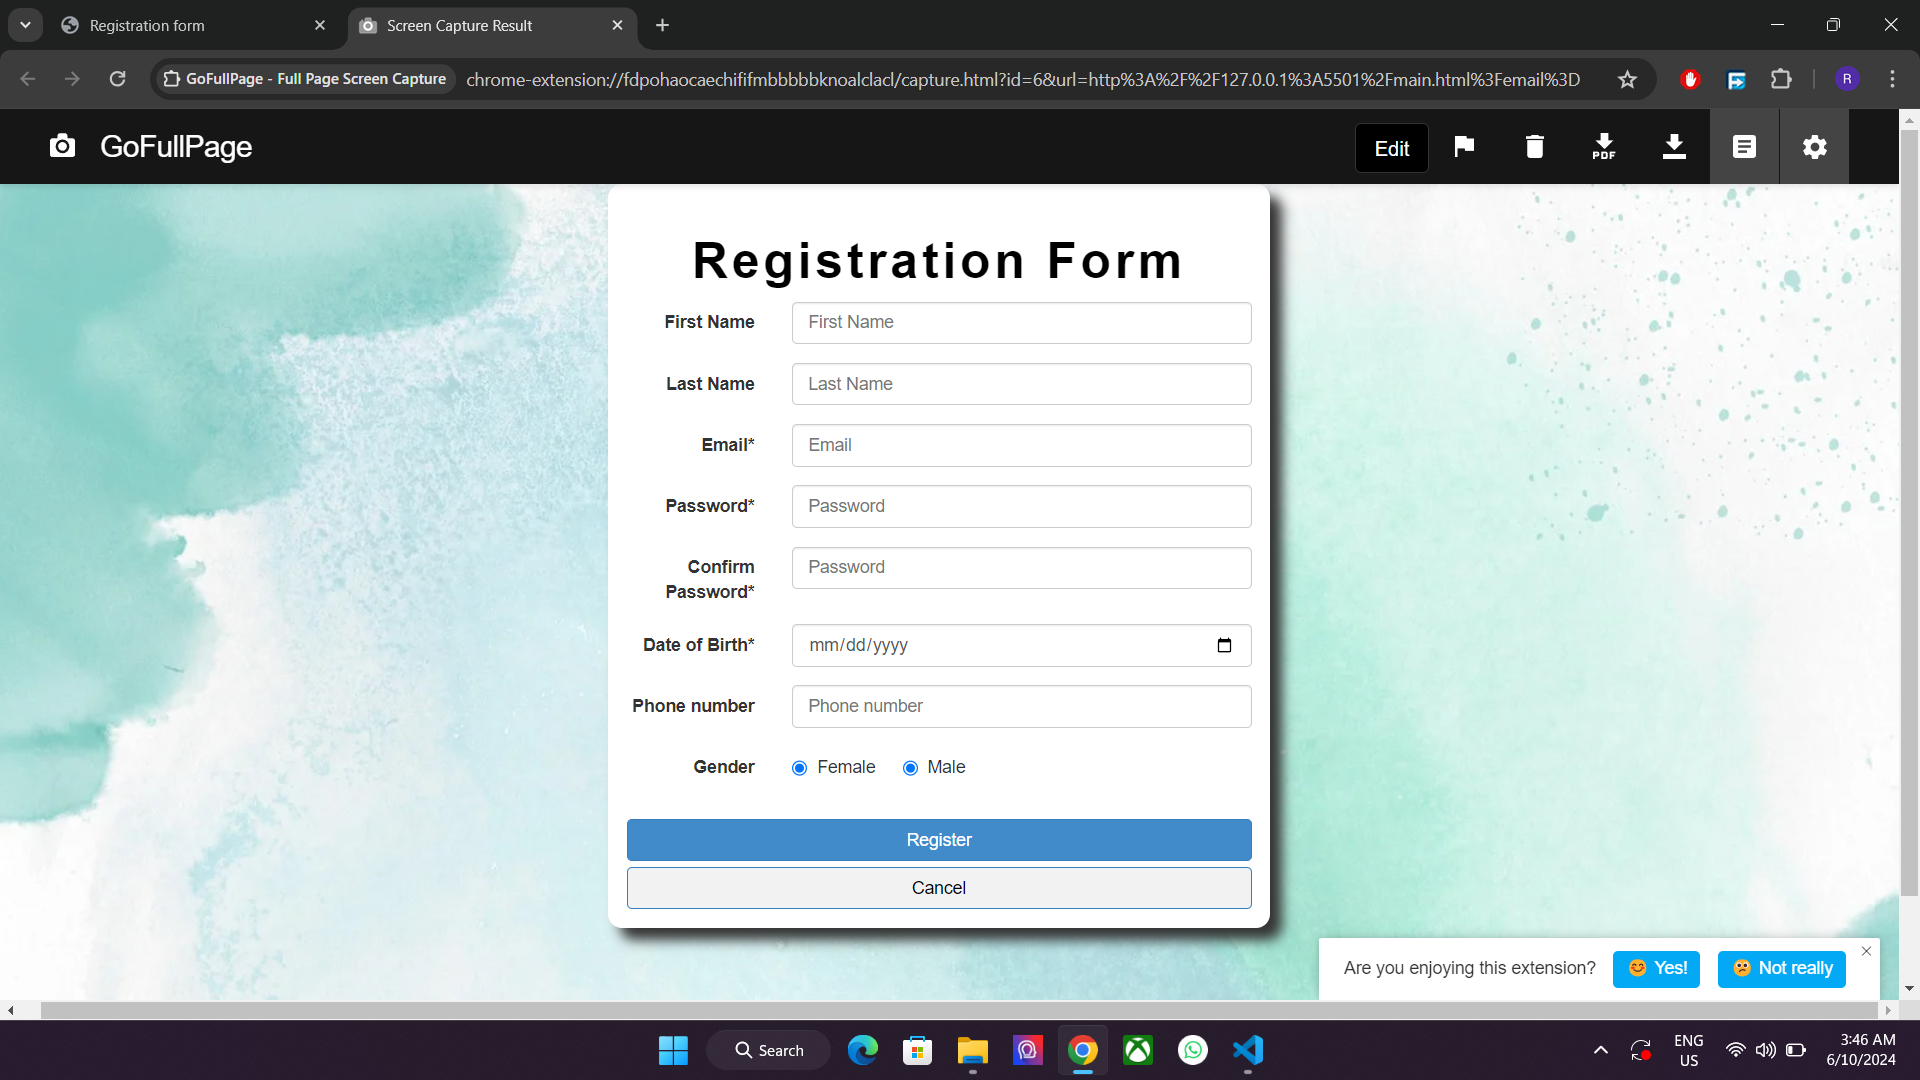 Registration form
Screen Capture Result
GoFullPage - Full Page Screen Capture
chrome-extension://fdpohaocaechififmbbbbbknoalclacl/capture.html?id=6&url=http%3A%2F%2F127.0.0.1%3A5501%2Fmain.html%3Femail%3D
R
GoFullPage
Edit
PDF
Registration Form
First Name First Name
Last Name Last Name
Email* Email
Password* Password
Confirm Password
Password*
Date of Birth* mm/dd/yyyy
Phone number Phone number
Gender Female Male
Register
Cancel
Are you enjoying this extension? Yes! Not really
Search
ENG
US
3:46 AM
6/10/2024